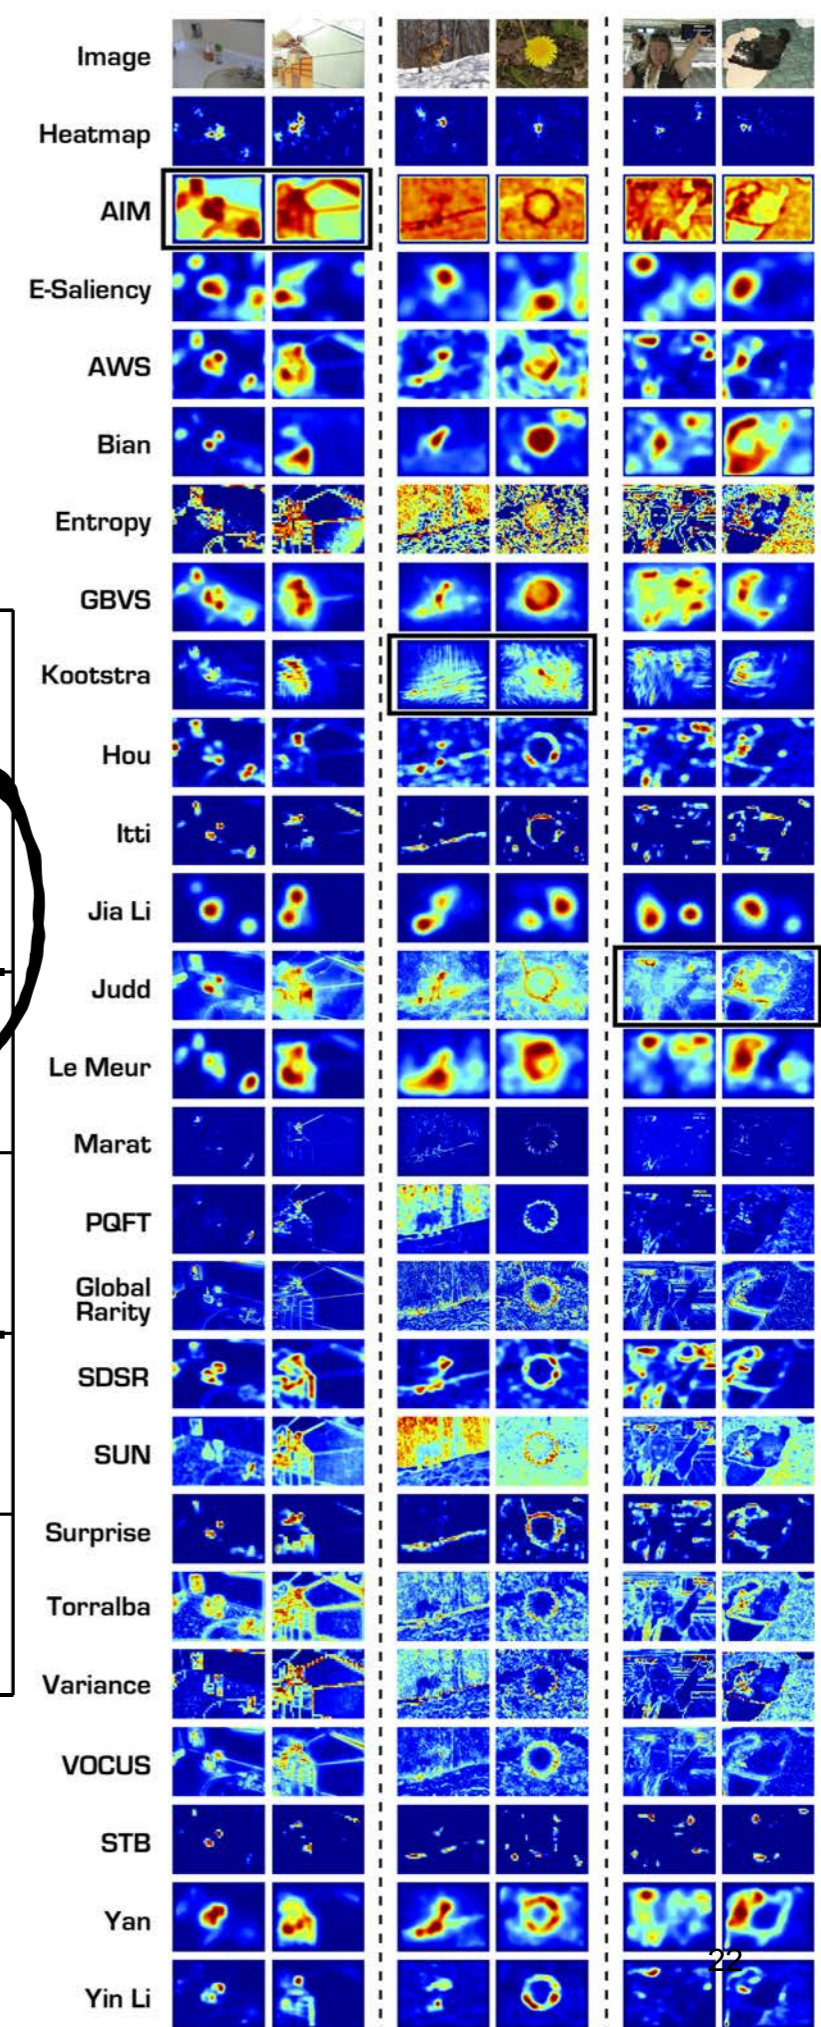 Image
Heatmap
AIM
E-Saliency
AWS
Bian
Entropy
GBVS
Kootstra
Hou
Itti
Jia Li
Judd
Le Meur
Marat
PQFT
Global
Rarity
SDSR
SUN
Surprise
Torralba
Variance
VOCUS
STB
Yan
22
Yin Li